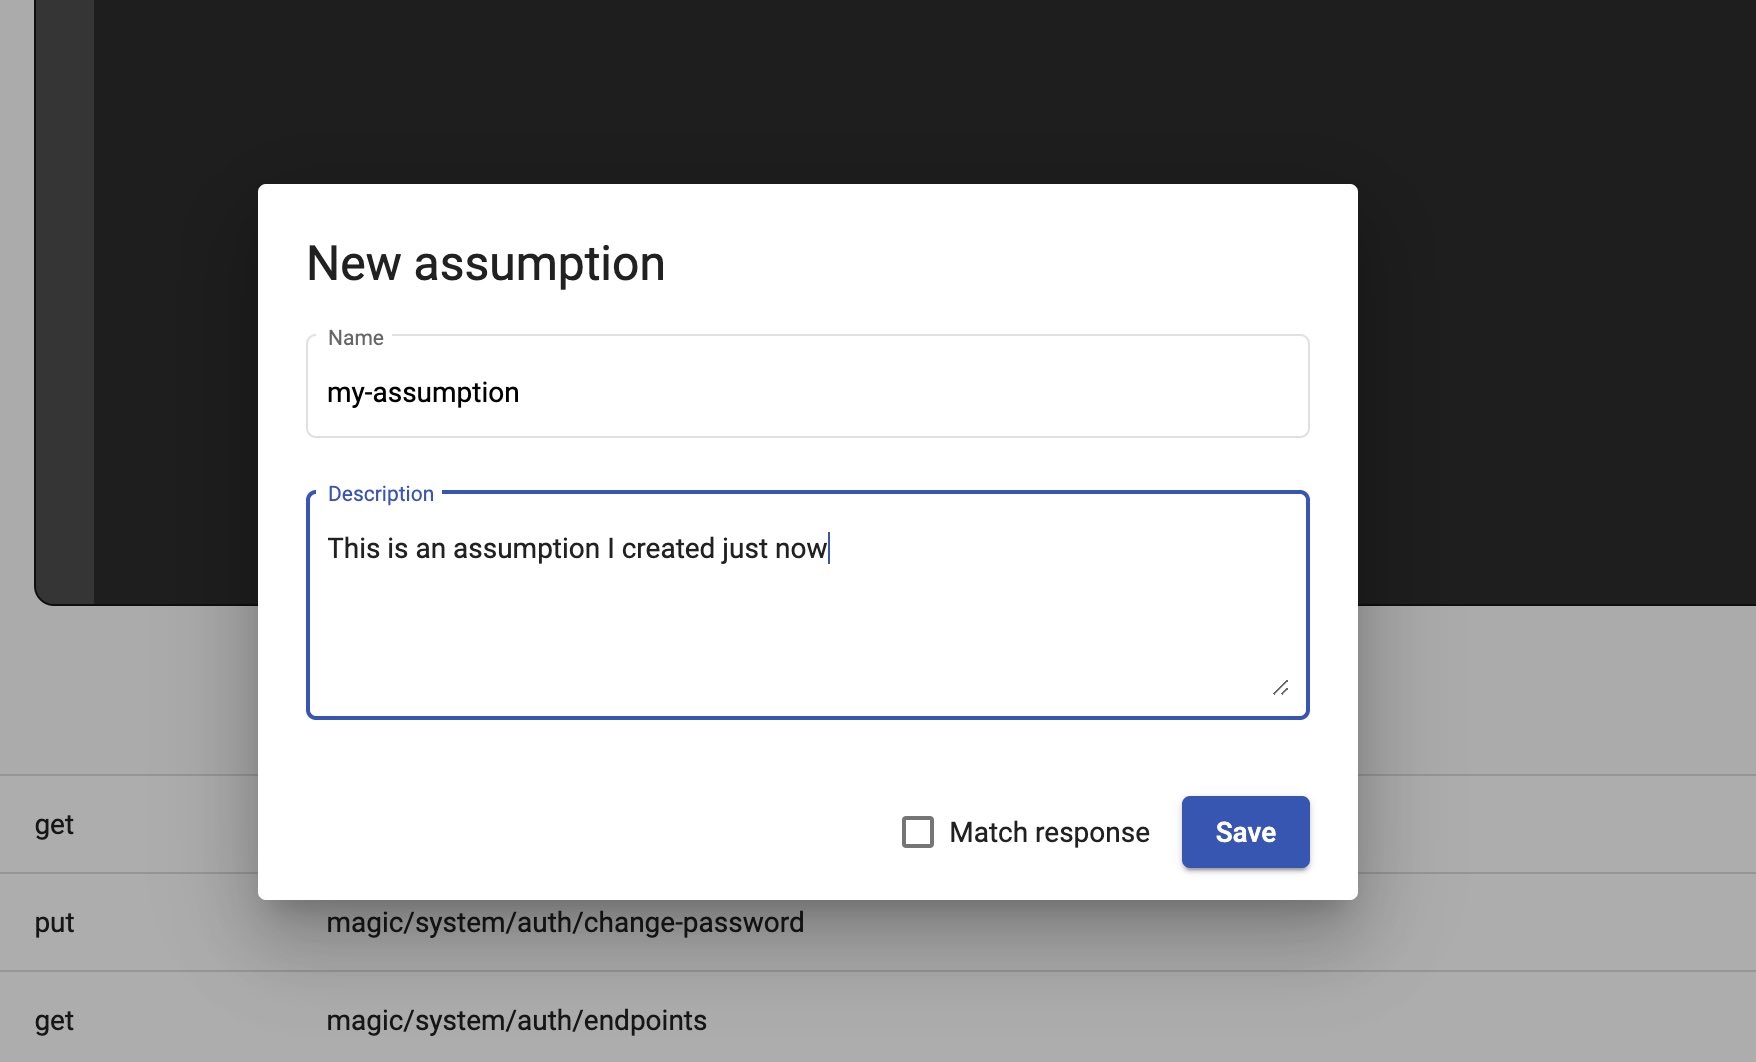 New assumption
Name
my-assumption
Description
This is an assumption I created just now
Match response
Save
get
put magic/system/auth/change-password
get magic/system/auth/endpoints